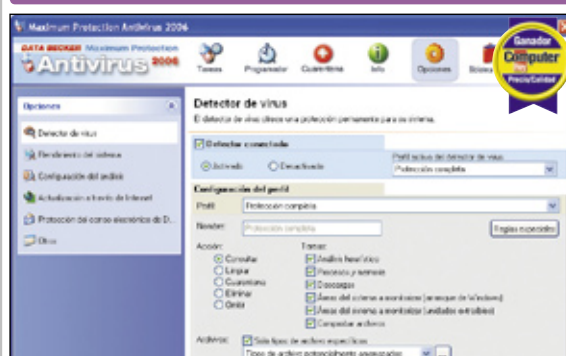 Maximum Protection Antivirus 2006
DATA BECKER Maximum Protection
Antivirus 2006
Tareas
Programador
Cuarentena
Info
Opciones
Ganador
Computer
Precio/Calidad
Opciones
Detector de virus
Rendimiento del sistema
Configuración del análisis
Actualización a través de Internet
Protección del correo electrónico de D...
Otros
Detector de virus
El detector de virus ofrece una protección permanente para su sistema.
Detector conectado
Activado
Desactivado
Perfil activo del detector de virus:
Protección completa
Configuración del perfil
Perfil:
Protección completa
Nombre:
Protección completa
Reglas especiales
Acción:
Consultar
Limpiar
Cuarentena
Eliminar
Omitir
Tareas:
Análisis heurístico
Procesos y memoria
Descargas
Áreas del sistema a monitorizar (arranque de Windows)
Áreas del sistema a monitorizar (unidades extraíbles)
Comprobar archivos
Archivos:
Sólo tipos de archivo específicos
Tipos de archivo potencialmente amenazados
...